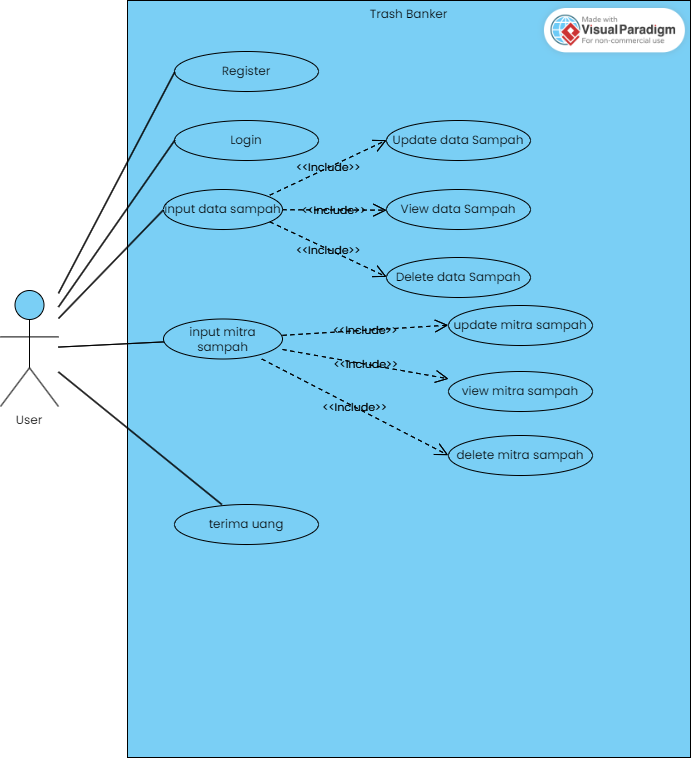 Trash Banker
Made with
Visual Paradigm
For non-commercial use
Register
Login
Update data Sampah
<<Include>>
input data sampah
<<Include>>
View data Sampah
<<Include>>
Delete data Sampah
input mitra
sampah
<<Include>>
update mitra sampah
<<Include>>
view mitra sampah
<<Include>>
delete mitra sampah
User
terima uang